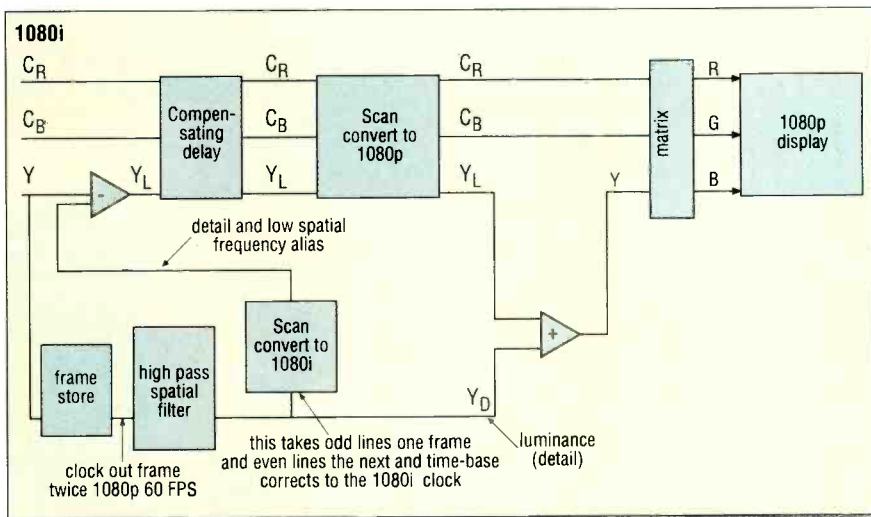 1080i
C_R C_R C_R R
C_B C_B C_B G
Compen-
sating
delay
Scan
convert to
1080p
matrix
1080p
display
Y - Y_L Y_L Y_L Y B
detail and low spatial
frequency alias
Scan
convert to
1080i
+
frame
store
high pass
spatial
filter
Y_D
clock out frame
twice 1080p 60 FPS
this takes odd lines one frame
and even lines the next and time-base
corrects to the 1080i clock
luminance
(detail)